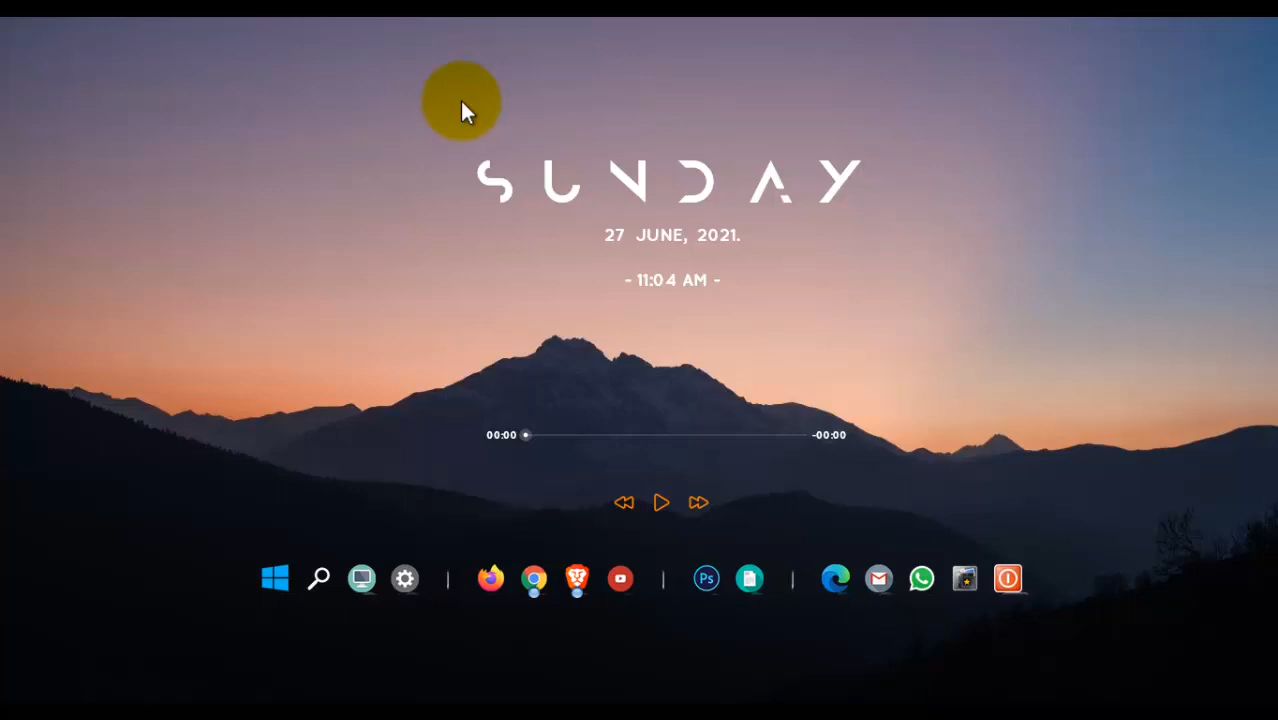 SUNDAY
27 JUNE, 2021.
- 11:04 AM -
00:00 -00:00
Ps